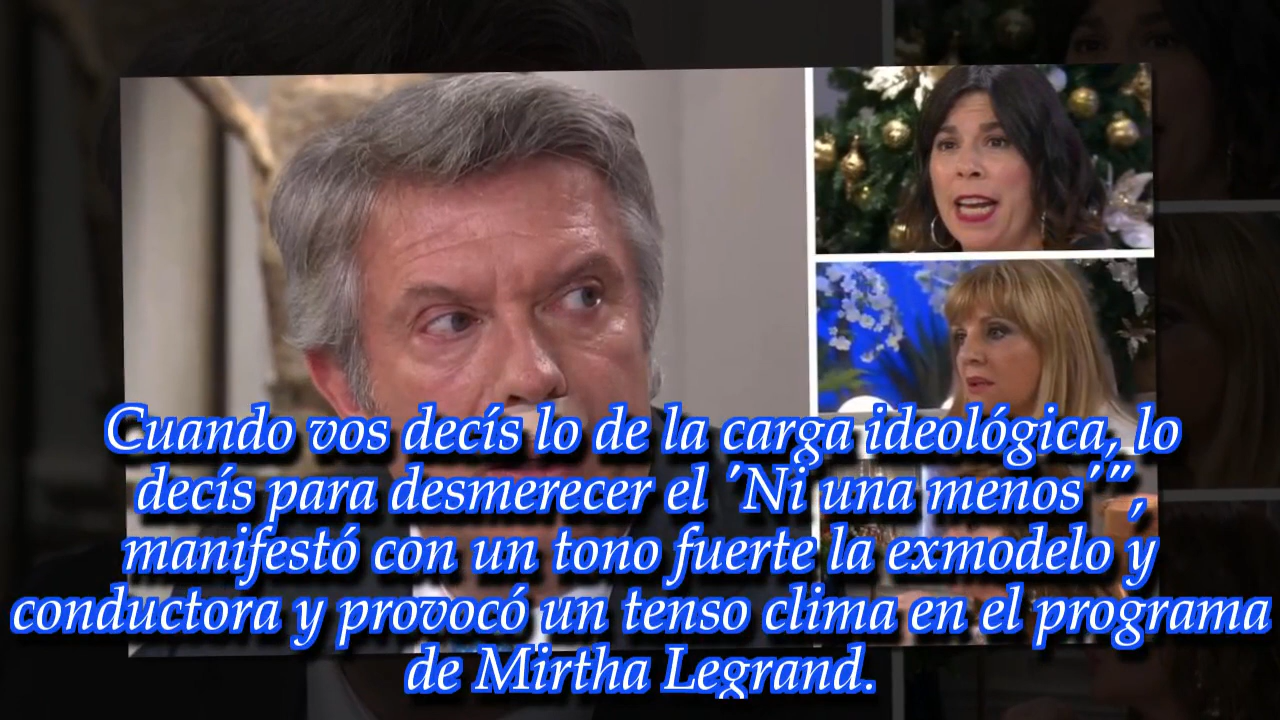 Cuando vos decís lo de la carga ideológica, lo
decís para desmerecer el ´Ni una menos´”,
manifestó con un tono fuerte la exmodelo y
conductora y provocó un tenso clima en el programa
de Mirtha Legrand.